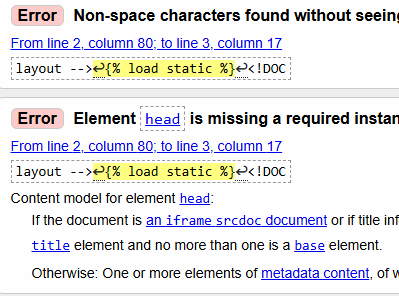 Error Non-space characters found without seeing
From line 2, column 80; to line 3, column 17
layout -->↩{% load static %}↩<!DOC
Error Element head is missing a required instan
From line 2, column 80; to line 3, column 17
layout -->↩{% load static %}↩<!DOC
Content model for element head:
If the document is an iframe srcdoc document or if title inf
title element and no more than one is a base element.
Otherwise: One or more elements of metadata content, of w